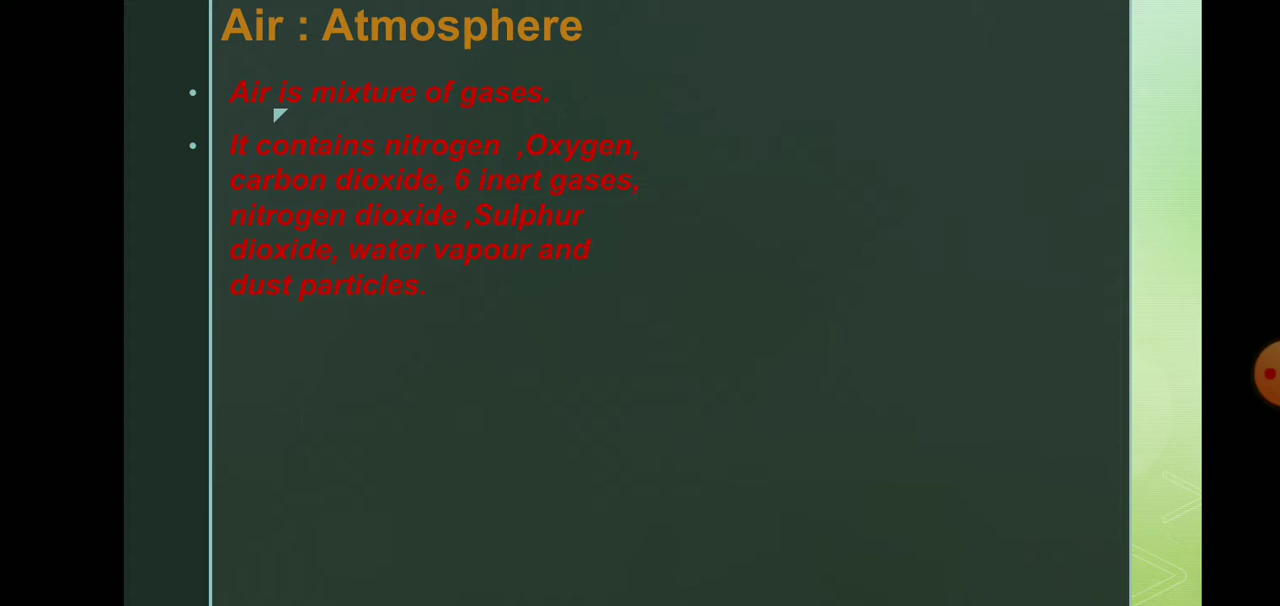 Air : Atmosphere
• Air is mixture of gases.
• It contains nitrogen ,Oxygen,
carbon dioxide, 6 inert gases,
nitrogen dioxide ,Sulphur
dioxide, water vapour and
dust particles.